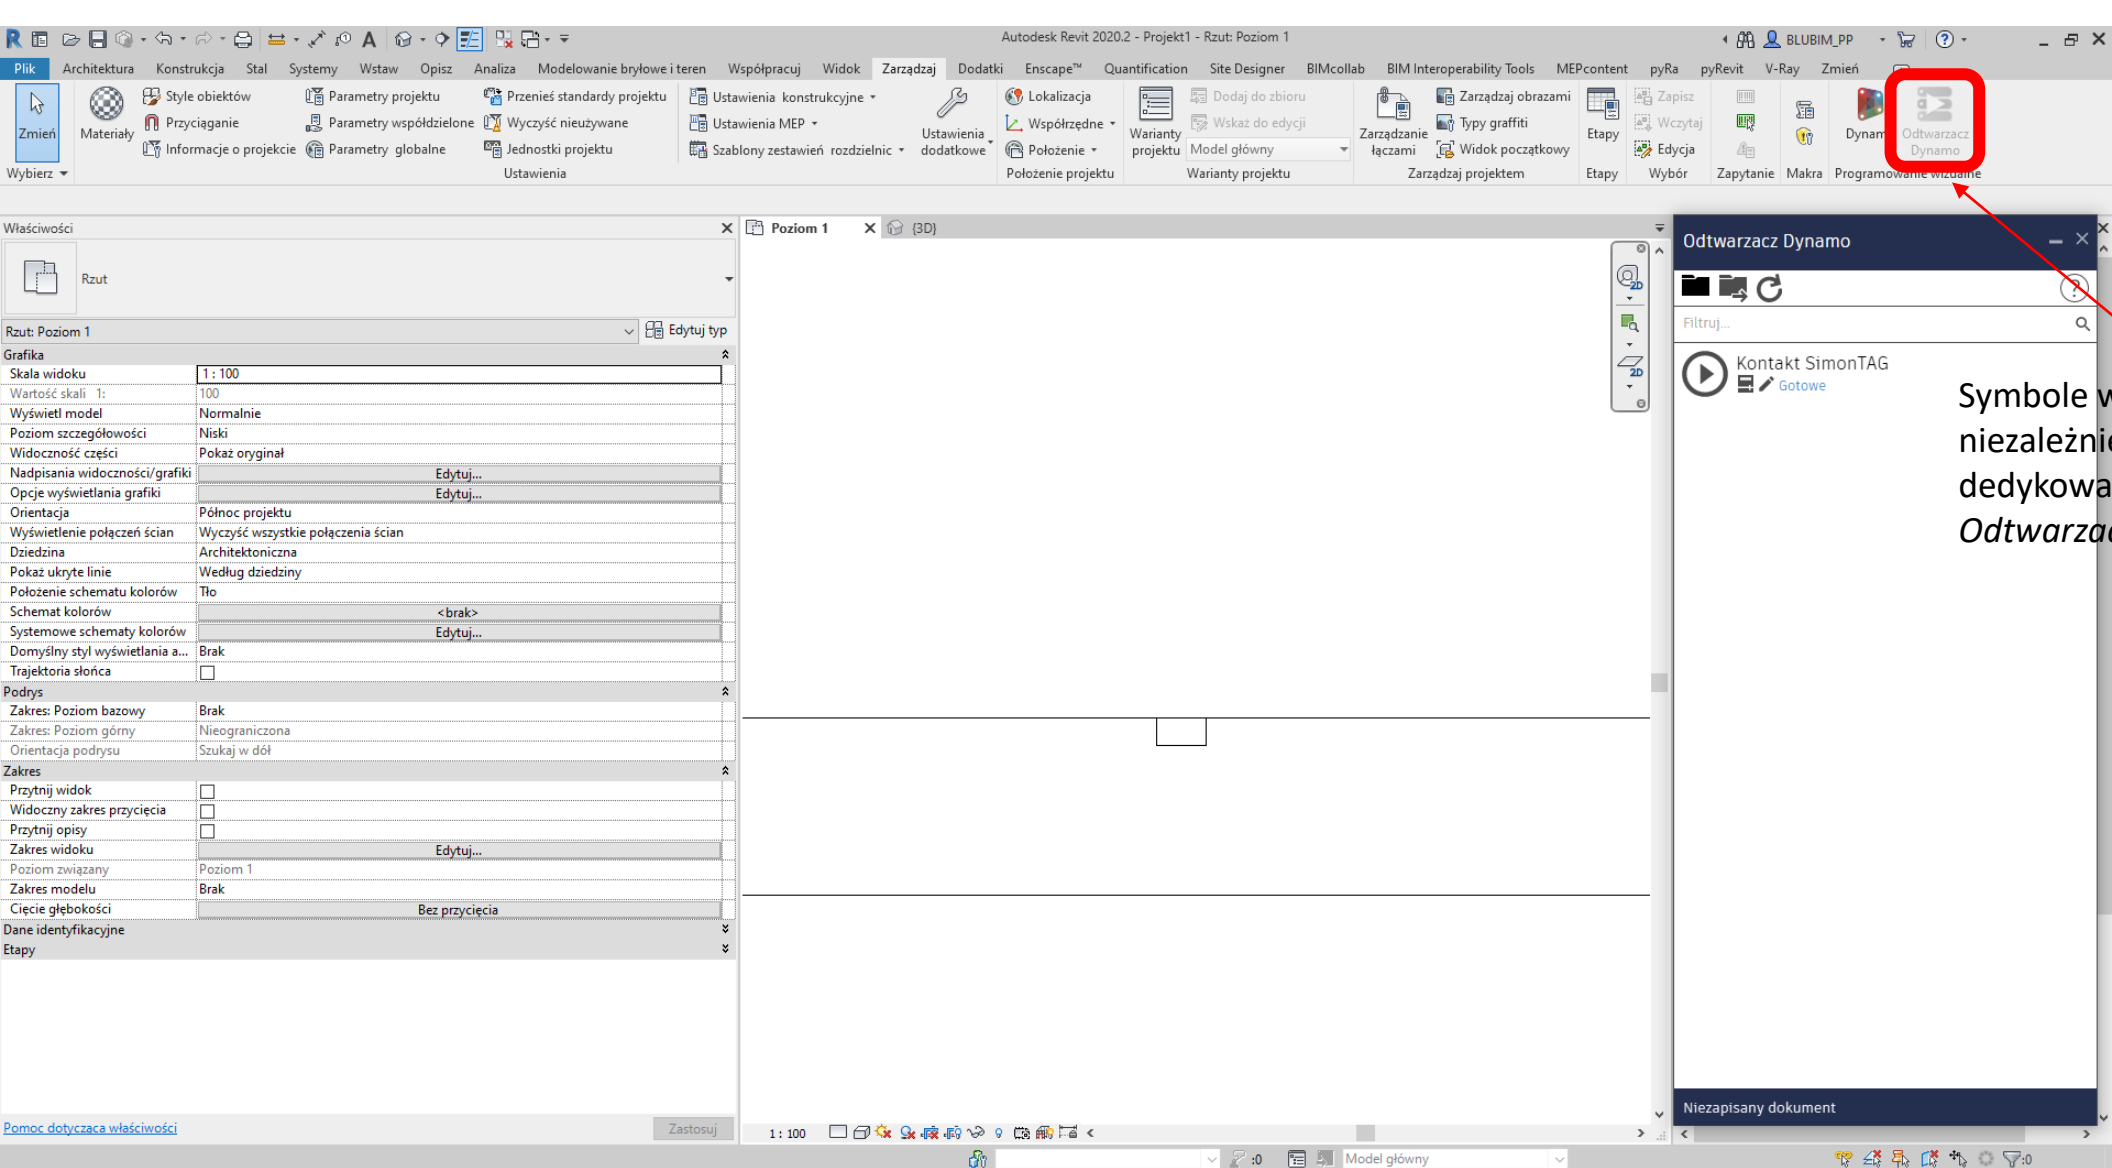 Autodesk Revit 2020.2 - Projekt1 - Rzut: Poziom 1
BLUBIM_PP
Plik Architektura Konstrukcja Stal Systemy Wstaw Opisz Analiza Modelowanie bryłowe i teren Współpracuj Widok Zarządzaj Dodatki Enscape™ Quantification Site Designer BIMcollab BIM Interoperability Tools MEPcontent pyRa pyRevit V-Ray Zmień
Zmień
Materiały
Style obiektów
Przyciąganie
Informacje o projekcie
Parametry projektu
Parametry współdzielone
Parametry globalne
Przenieś standardy projektu
Wyczyść nieużywane
Jednostki projektu
Ustawienia konstrukcyjne
Ustawienia MEP
Szablony zestawień rozdzielnic
Ustawienia
dodatkowe
Lokalizacja
Współrzędne
Położenie
Warianty
projektu
Dodaj do zbioru
Wskaż do edycji
Model główny
Zarządzanie
łączami
Zarządzaj obrazami
Typy graffiti
Widok początkowy
Etapy
Zapisz
Wczytaj
Edycja
Dynam
Odtwarzacz
Dynamo
Wybierz Ustawienia Położenie projektu Warianty projektu Zarządzaj projektem Etapy Wybór Zapytanie Makra Programowanie wizualne
Właściwości
Rzut
Rzut: Poziom 1 Edytuj typ
Grafika
Skala widoku 1 : 100
Wartość skali 1: 100
Wyświetl model Normalnie
Poziom szczegółowości Niski
Widoczność części Pokaż oryginał
Nadpisania widoczności/grafiki Edytuj...
Opcje wyświetlania grafiki Edytuj...
Orientacja Północ projektu
Wyświetlenie połączeń ścian Wyczyść wszystkie połączenia ścian
Dziedzina Architektoniczna
Pokaż ukryte linie Według dziedziny
Położenie schematu kolorów Tło
Schemat kolorów <brak>
Systemowe schematy kolorów Edytuj...
Domyślny styl wyświetlania a... Brak
Trajektoria słońca
Podrys
Zakres: Poziom bazowy Brak
Zakres: Poziom górny Nieograniczona
Orientacja podrysu Szukaj w dół
Zakres
Przytnij widok
Widoczny zakres przycięcia
Przytnij opisy
Zakres widoku Edytuj...
Poziom związany Poziom 1
Zakres modelu Brak
Cięcie głębokości Bez przycięcia
Dane identyfikacyjne
Etapy
Pomoc dotycząca właściwości Zastosuj
Poziom 1 {3D}
2D
2D
1 : 100
:0 Model główny
:0
Odtwarzacz Dynamo
Filtruj...
Kontakt SimonTAG
Gotowe
Niezapisany dokument
Symbole w
niezależnie
dedykowa
Odtwarzac